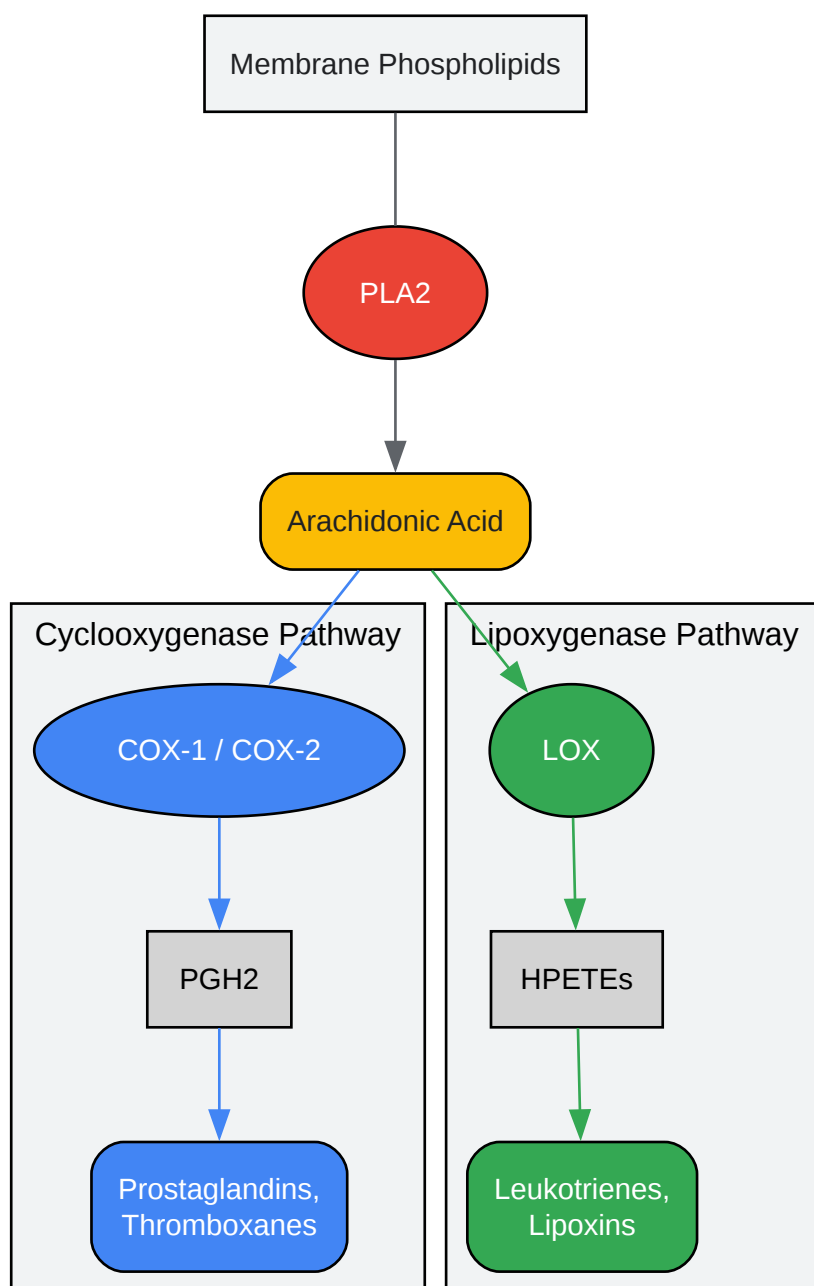 Membrane Phospholipids
PLA2
Arachidonic Acid
Cyclooxygenase Pathway
COX-1 / COX-2
PGH2
Prostaglandins,
Thromboxanes
Lipoxygenase Pathway
LOX
HPETEs
Leukotrienes,
Lipoxins